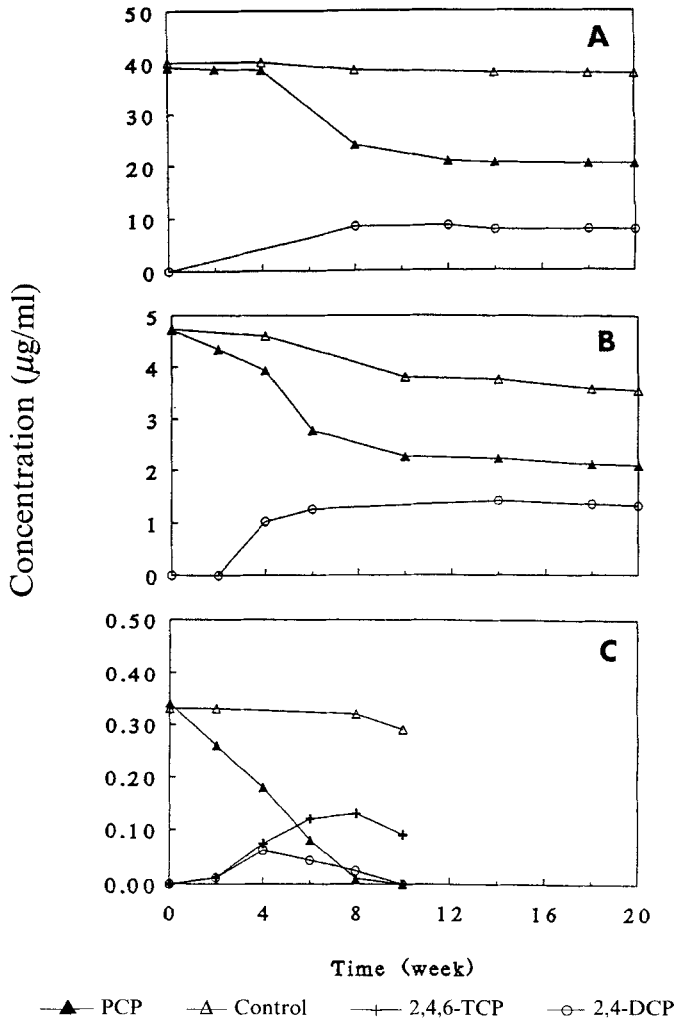 50
A
40
30
20
10
0
5
B
4
3
2
1
0
Concentration (μg/ml)
0.50
C
0.40
0.30
0.20
0.10
0.00
0 4 8 12 16 20
Time (week)
PCP Control 2,4,6-TCP 2,4-DCP